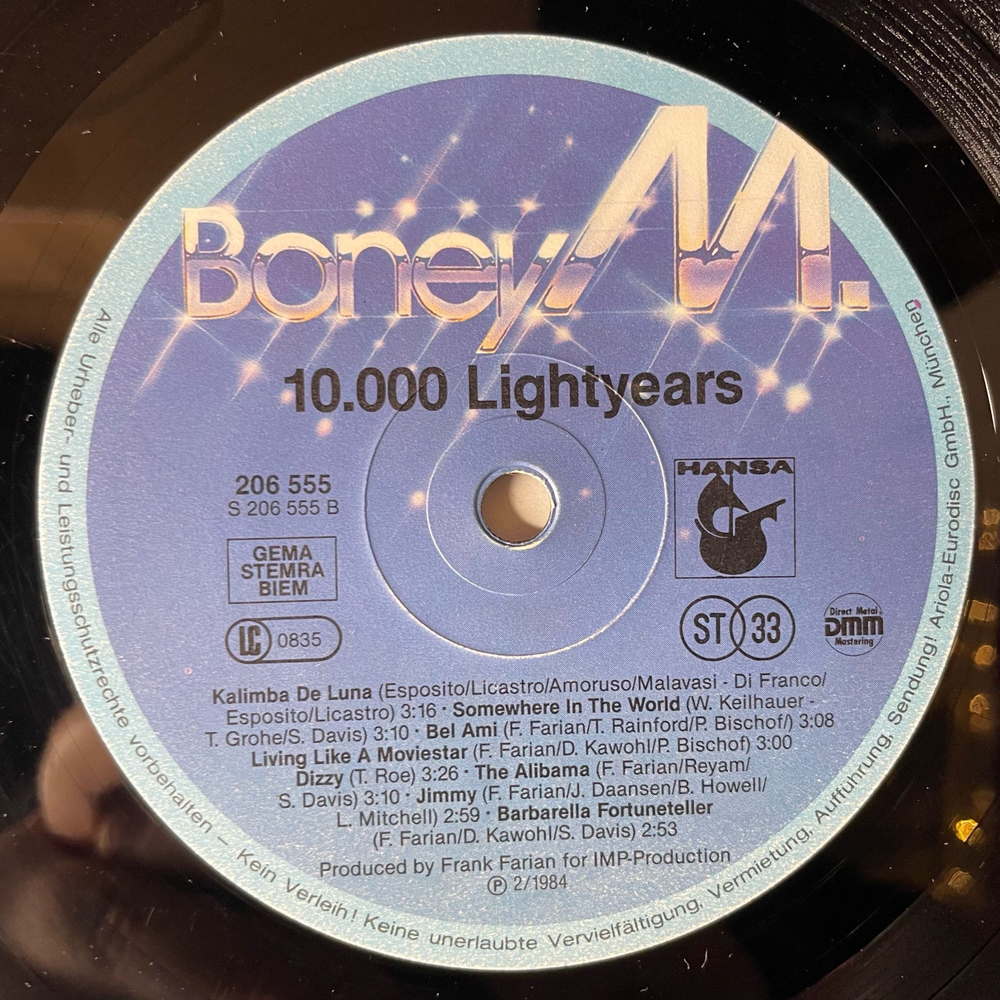 Boney M.
10.000 Lightyears
206 555
S 206 555 B
GEMA
STEMRA
BIEM
LC 0835
HANSA
ST 33
Direct Metal
DMM
Mastering
Kalimba De Luna (Esposito/Licastro/Amoruso/Malavasi - Di Franco/
Esposito/Licastro) 3:16 · Somewhere In The World (W. Keilhauer -
T. Grohe/S. Davis) 3:10 · Bel Ami (F. Farian/T. Rainford/P. Bischof/) 3:08
Living Like A Moviestar (F. Farian/D. Kawohl/P. Bischof) 3:00
Dizzy (T. Roe) 3:26 · The Alibama (F. Farian/Reyam/
S. Davis) 3:10 · Jimmy (F. Farian/J. Daansen/B. Howell/
L. Mitchell) 2:59 · Barbarella Fortuneteller
(F. Farian/D. Kawohl/S. Davis) 2:53
Produced by Frank Farian for IMP-Production
℗ 2/1984
Alle Urheber- und Leistungsschutzrechte vorbehalten – Kein Verleih! Keine unerlaubte Vervielfältigung, Vermietung, Aufführung, Sendung! Ariola-Eurodisc GmbH., München